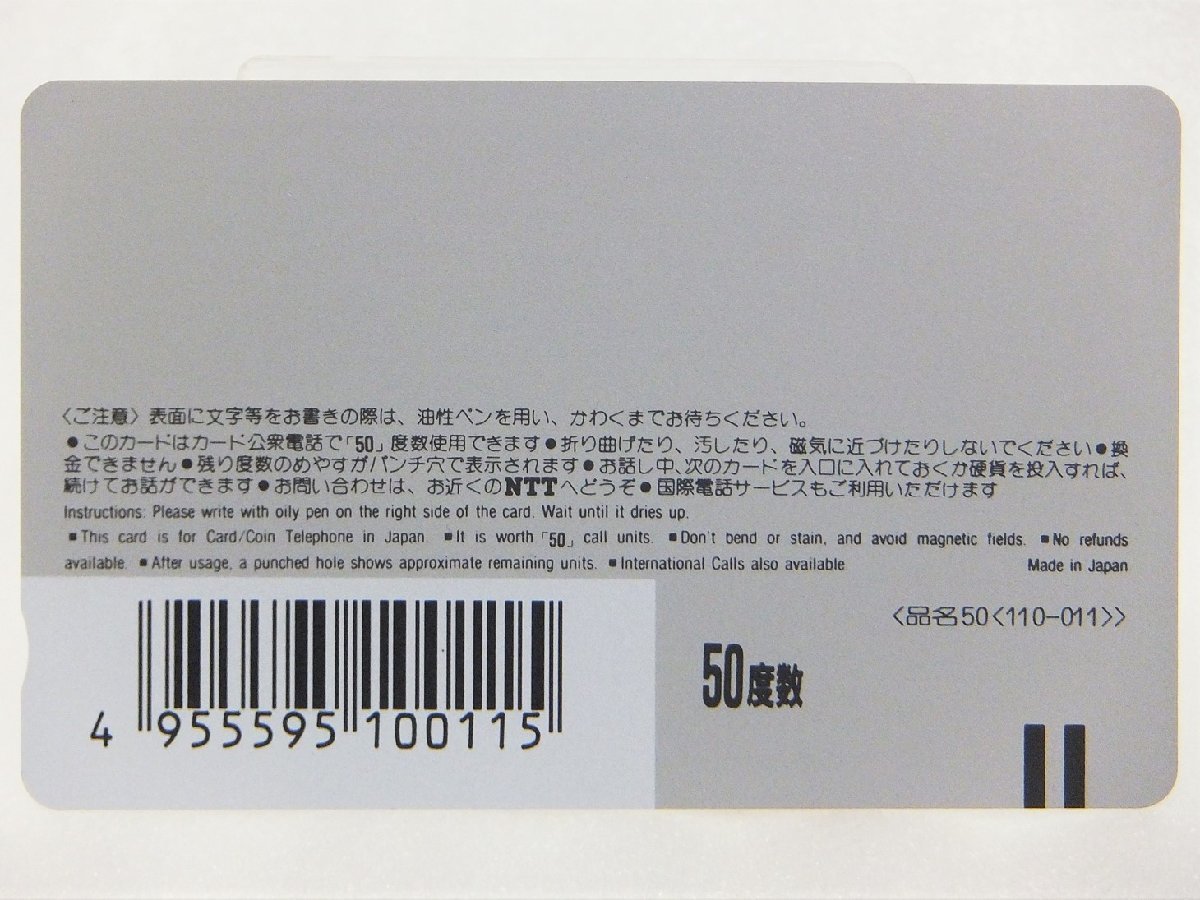 〈ご注意〉表面に文字等をお書きの際は、油性ペンを用い、かわくまでお待ちください。
●このカードはカード公衆電話で「50」度数使用できます●折り曲げたり、汚したり、磁気に近づけたりしないでください●換
金できません●残り度数のめやすがパンチ穴で表示されます●お話し中、次のカードを入口に入れておくか硬貨を投入すれば、
続けてお話ができます●お問い合わせは、お近くのNTTへどうぞ●国際電話サービスもご利用いただけます
Instructions: Please write with oily pen on the right side of the card. Wait until it dries up.
■This card is for Card/Coin Telephone in Japan. ■It is worth「50」call units. ■Don't bend or stain, and avoid magnetic fields. ■No refunds
available. ■After usage, a punched hole shows approximate remaining units. ■International Calls also available Made in Japan
〈品名50〈110-011〉〉
50度数
4 955595 100115